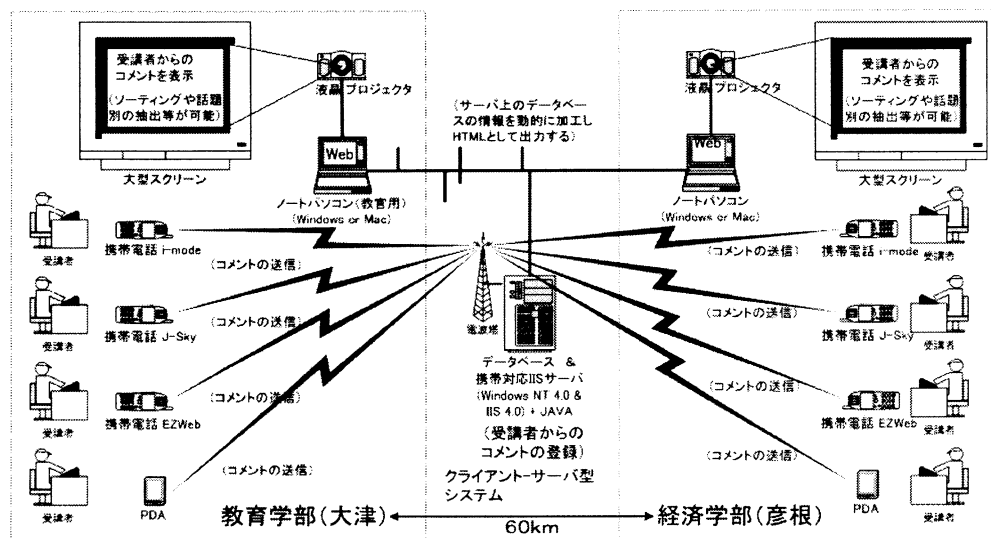 受講者からの
コメントを表示
(ソーティングや話題
別の抽出等が可能)
大型スクリーン
液晶プロジェクタ
Web
ノートパソコン(教官用)
(Windows or Mac)
(サーバ上のデータベー
スの情報を動的に加工し
HTMLとして出力する)
液晶プロジェクタ
Web
ノートパソコン
(Windows or Mac)
受講者からの
コメントを表示
(ソーティングや話題
別の抽出等が可能)
大型スクリーン
受講者
携帯電話 i-mode
(コメントの送信)
受講者
携帯電話 J-Sky
(コメントの送信)
受講者
携帯電話 EZWeb
(コメントの送信)
受講者
PDA
(コメントの送信)
電波塔
データベース &
携帯対応IISサーバ
(Windows NT 4.0 &
IIS 4.0) + JAVA
(受講者からの
コメントの登録)
クライアント-サーバ型
システム
(コメントの送信)
携帯電話 i-mode
受講者
(コメントの送信)
携帯電話 J-Sky
受講者
(コメントの送信)
携帯電話 EZWeb
受講者
(コメントの送信)
PDA
受講者
教育学部(大津)
60km
経済学部(彦根)